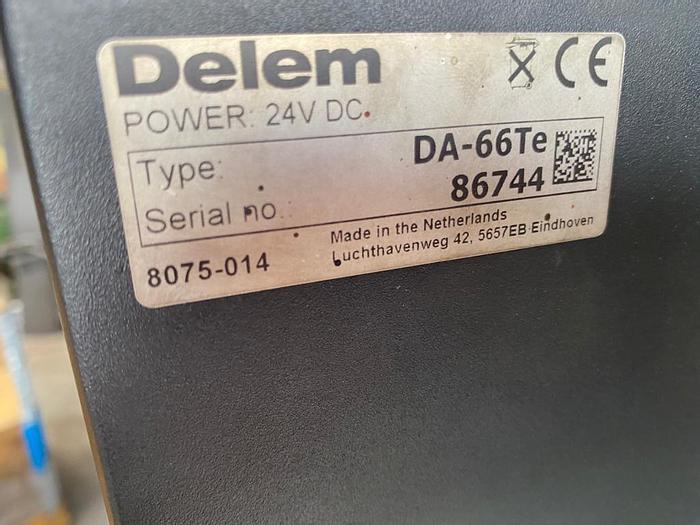 Delem CE
POWER: 24V DC.
Type: DA-66Te
Serial no.: 86744
8075-014
Made in the Netherlands
Luchthavenweg 42, 5657EB Eindhoven